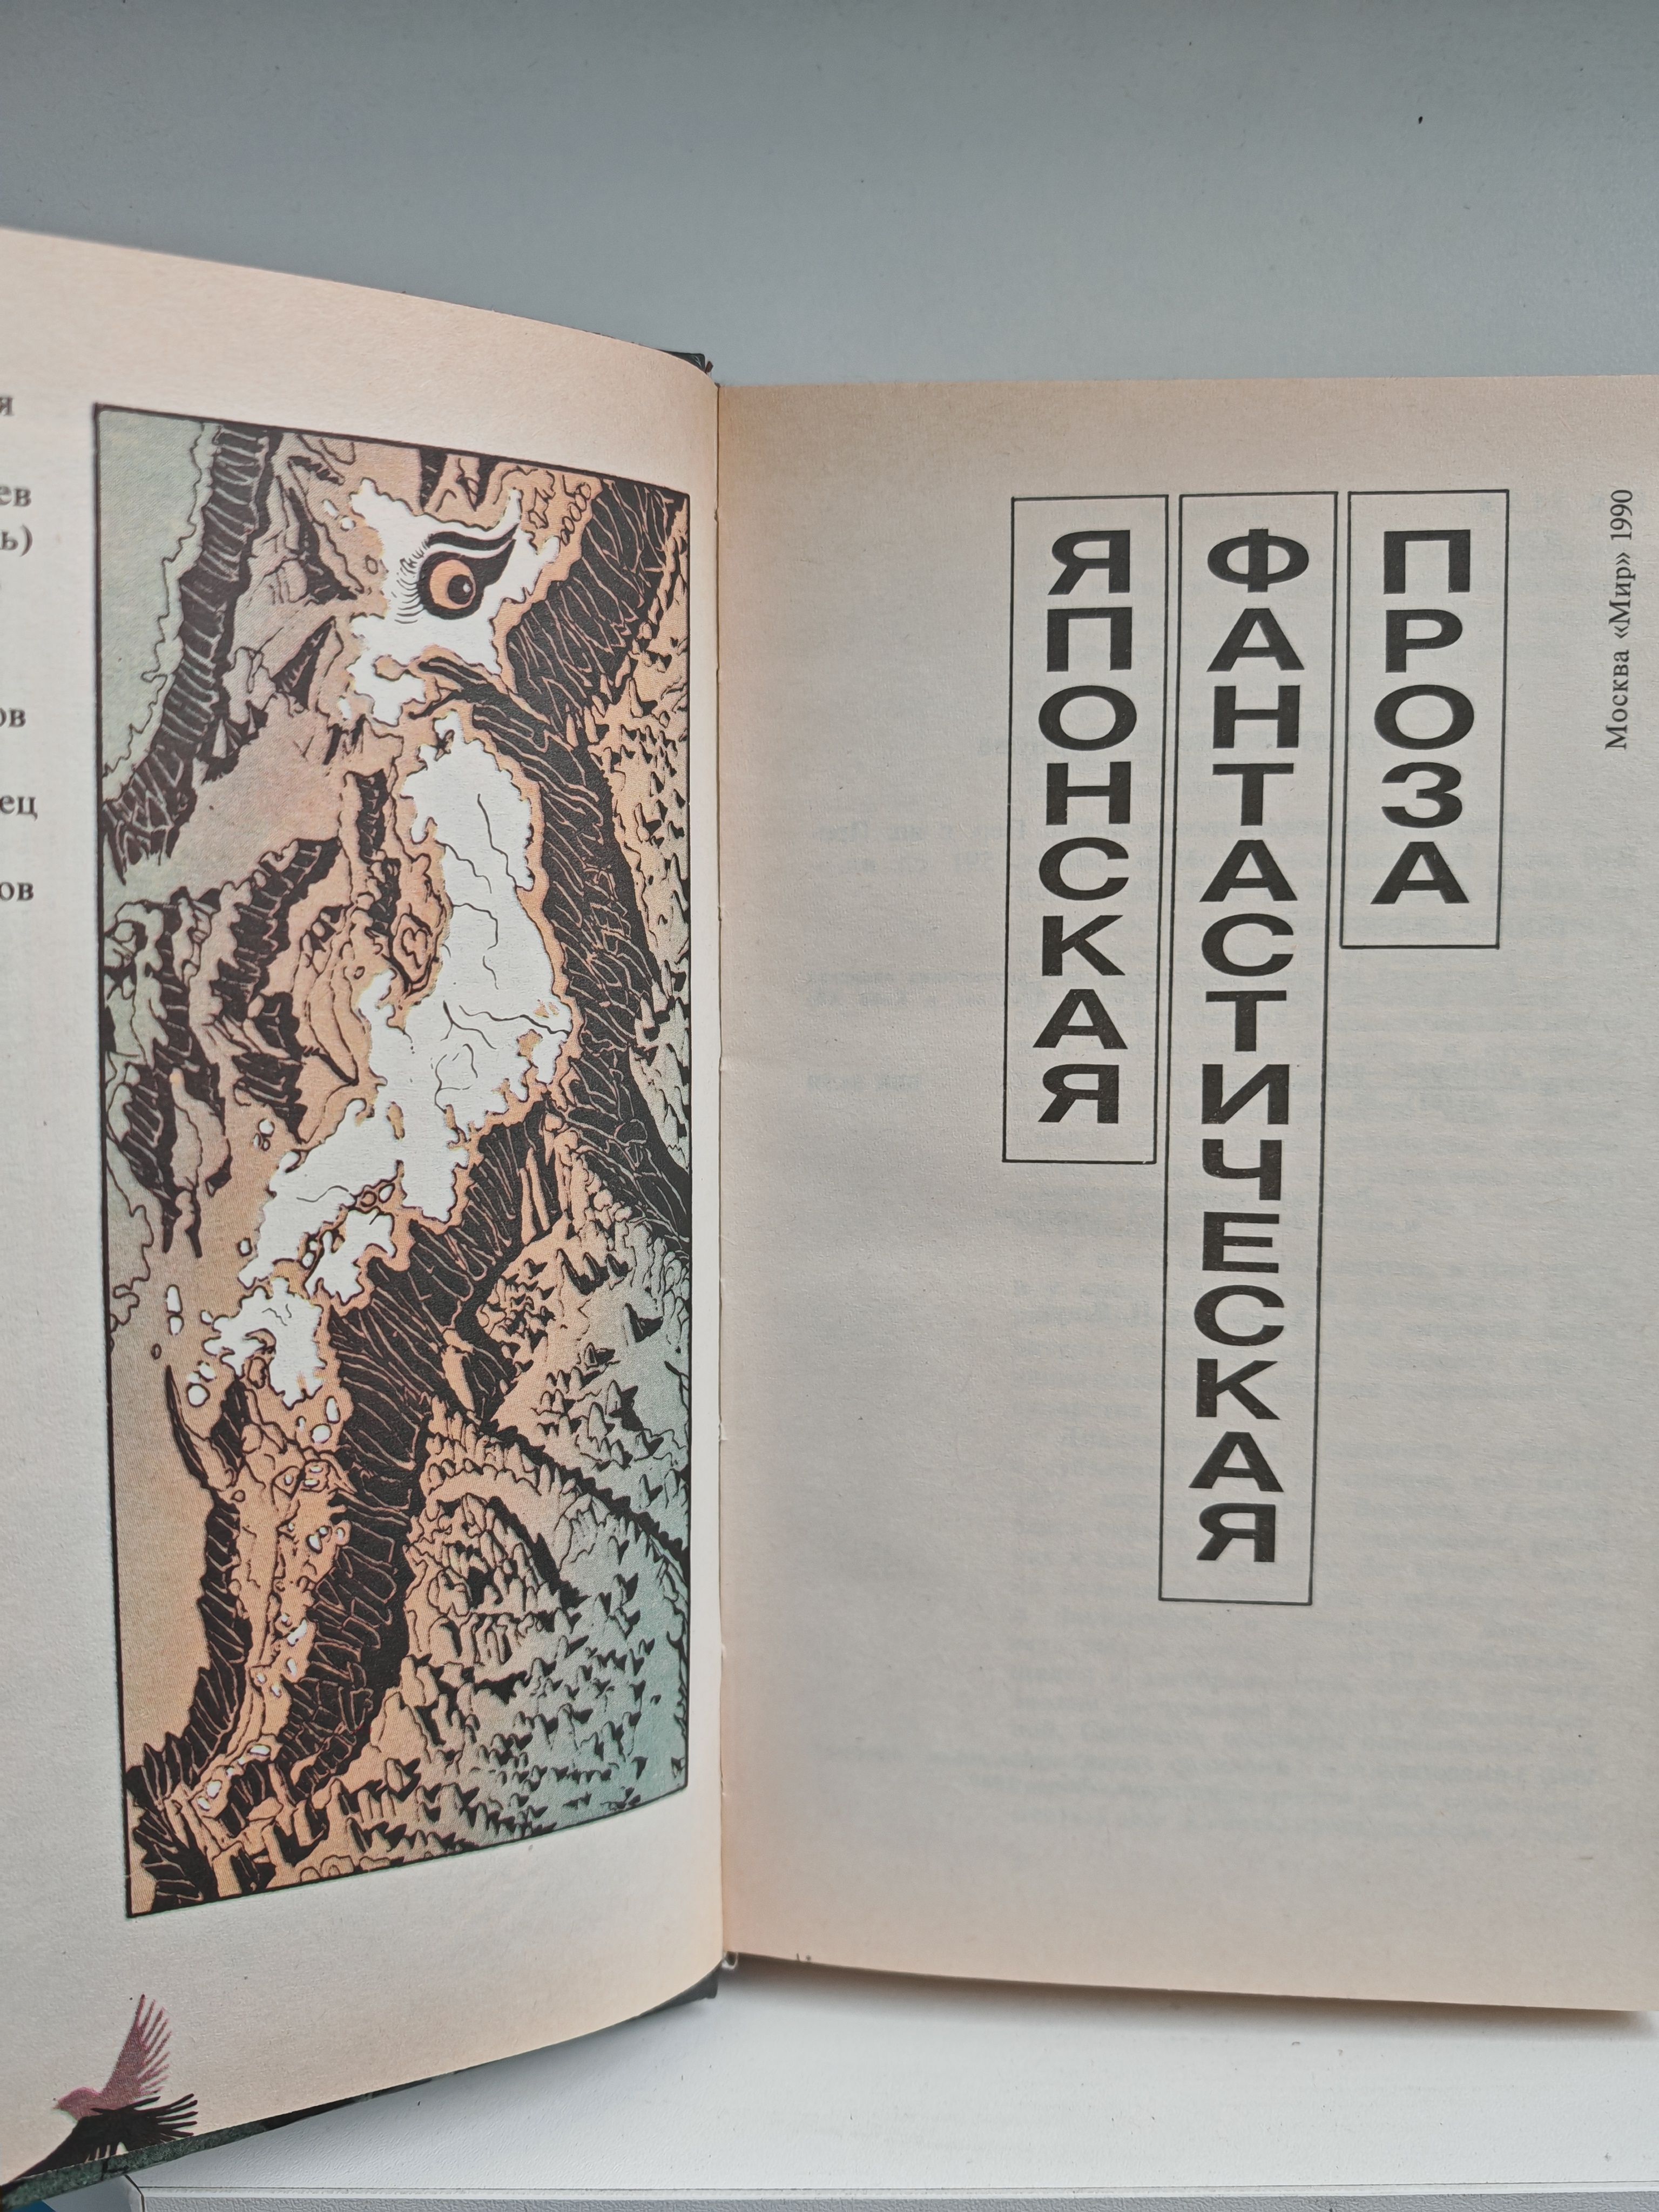 ЯПОНСКАЯ
ФАНТАСТИЧЕСКАЯ
ПРОЗА
Москва «Мир» 1990